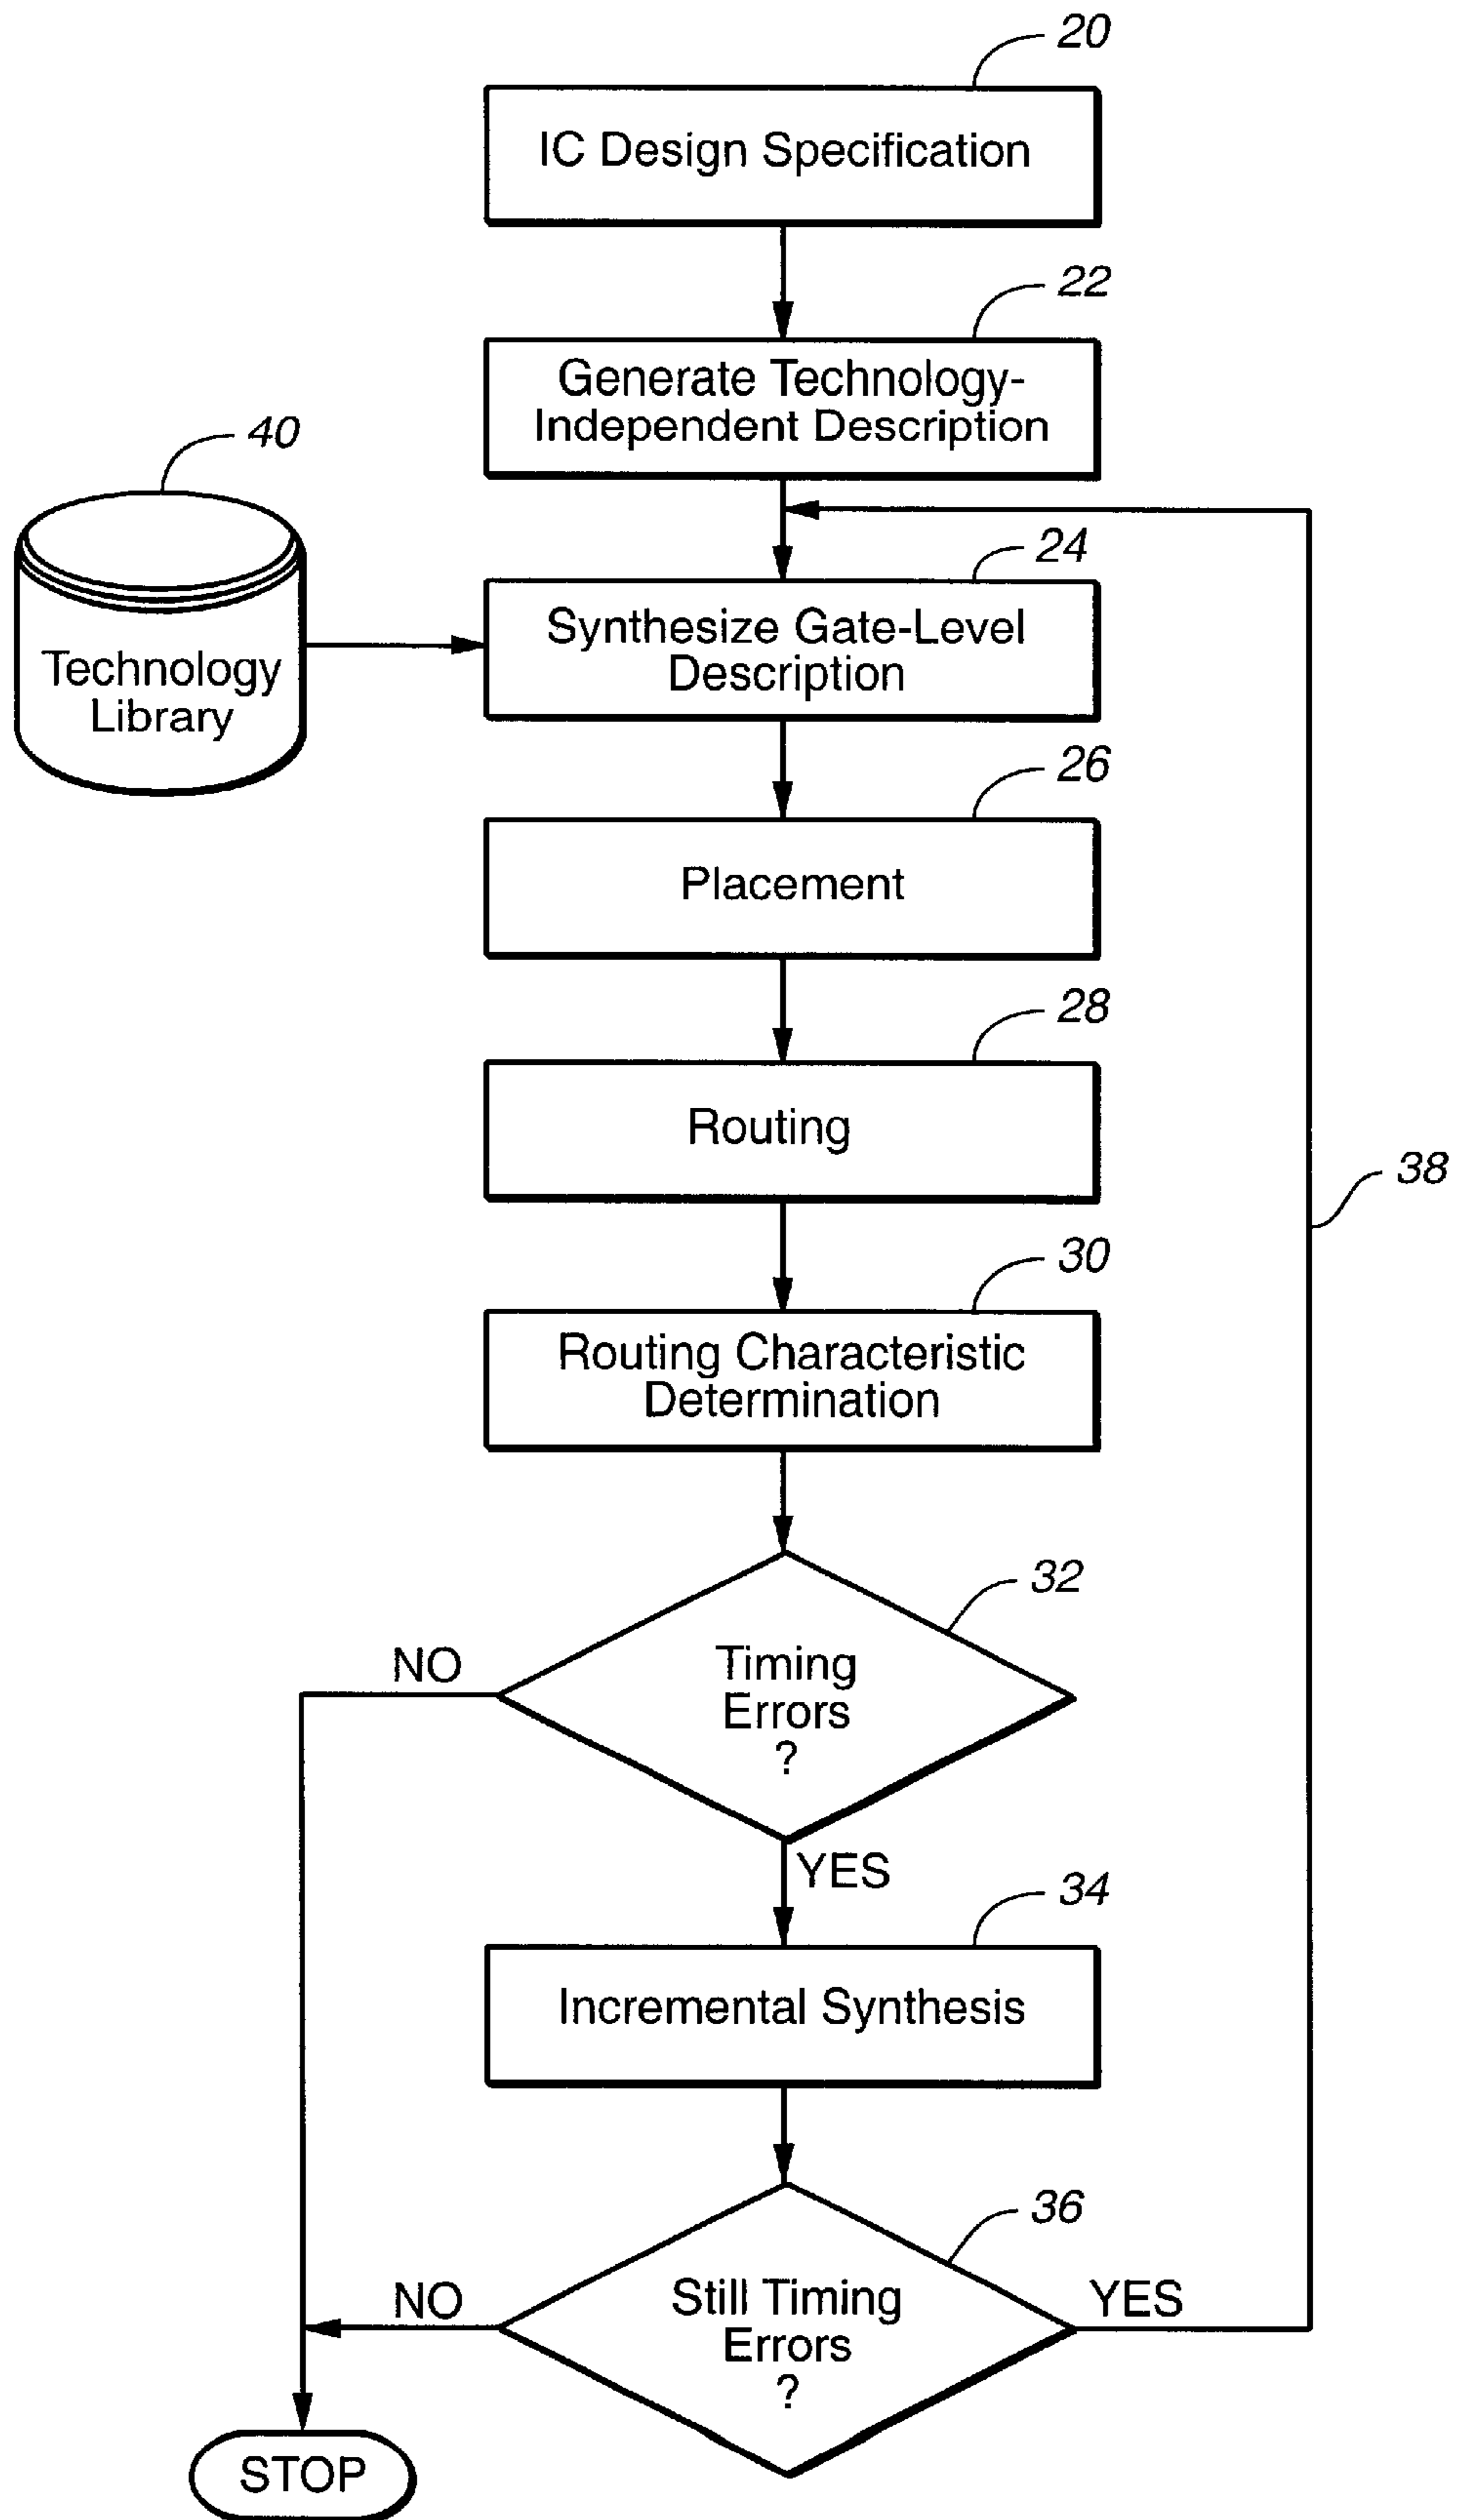 20
IC Design Specification
22
Generate Technology-
Independent Description
40
Technology
Library
24
Synthesize Gate-Level
Description
26
Placement
28
Routing
38
30
Routing Characteristic
Determination
32
Timing
Errors
?
NO
YES
34
Incremental Synthesis
36
Still Timing
Errors
?
NO
YES
STOP